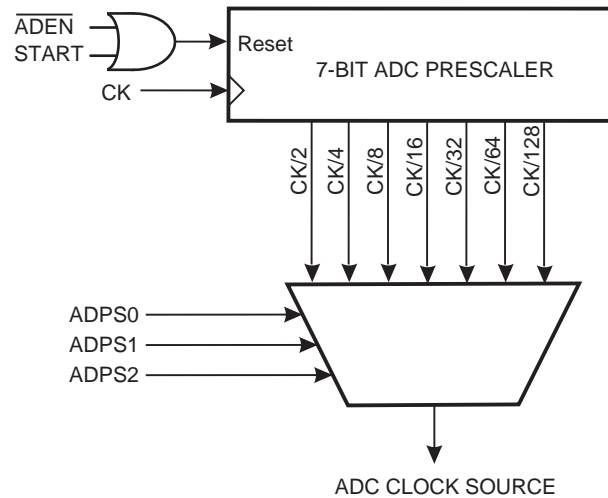 ADEN
START
Reset
7-BIT ADC PRESCALER
CK
CK/2
CK/4
CK/8
CK/16
CK/32
CK/64
CK/128
ADPS0
ADPS1
ADPS2
ADC CLOCK SOURCE